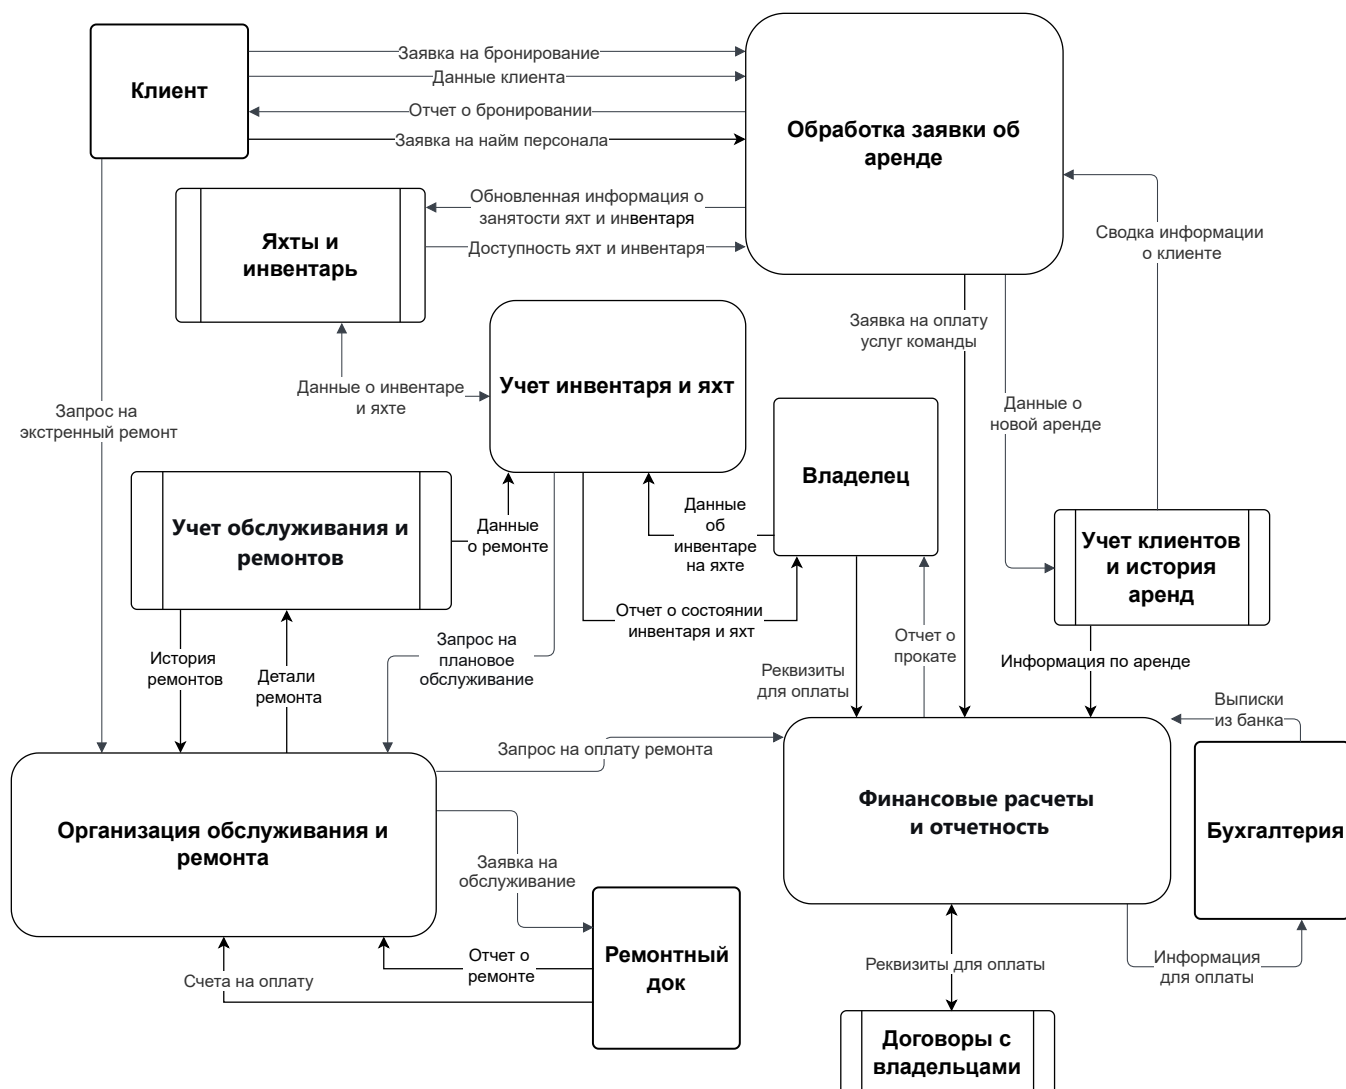 Заявка на бронирование
Клиент
Данные клиента
Отчет о бронировании
Заявка на найм персонала
Обработка заявки об
аренде
Обновленная информация о
занятости яхт и инвентаря
Яхты и
инвентарь
Доступность яхт и инвентаря
Сводка информации
о клиенте
Заявка на оплату
услуг команды
Учет инвентаря и яхт
Данные о инвентаре
и яхте
Запрос на
экстренный ремонт
Данные о
новой аренде
Владелец
Учет обслуживания и
ремонтов
Данные
о ремонте
Данные
об
инвентаре
на яхте
Учет клиентов
и история
аренд
Отчет о состоянии
инвентаря и яхт
История
ремонтов
Детали
ремонта
Запрос на
плановое
обслуживание
Отчет о
прокате
Реквизиты
для оплаты
Информация по аренде
Выписки
из банка
Запрос на оплату ремонта
Организация обслуживания и
ремонта
Финансовые расчеты
и отчетность
Бухгалтерия
Заявка на
обслуживание
Отчет о
ремонте
Счета на оплату
Ремонтный
док
Реквизиты для оплаты
Информация
для оплаты
Договоры с
владельцами